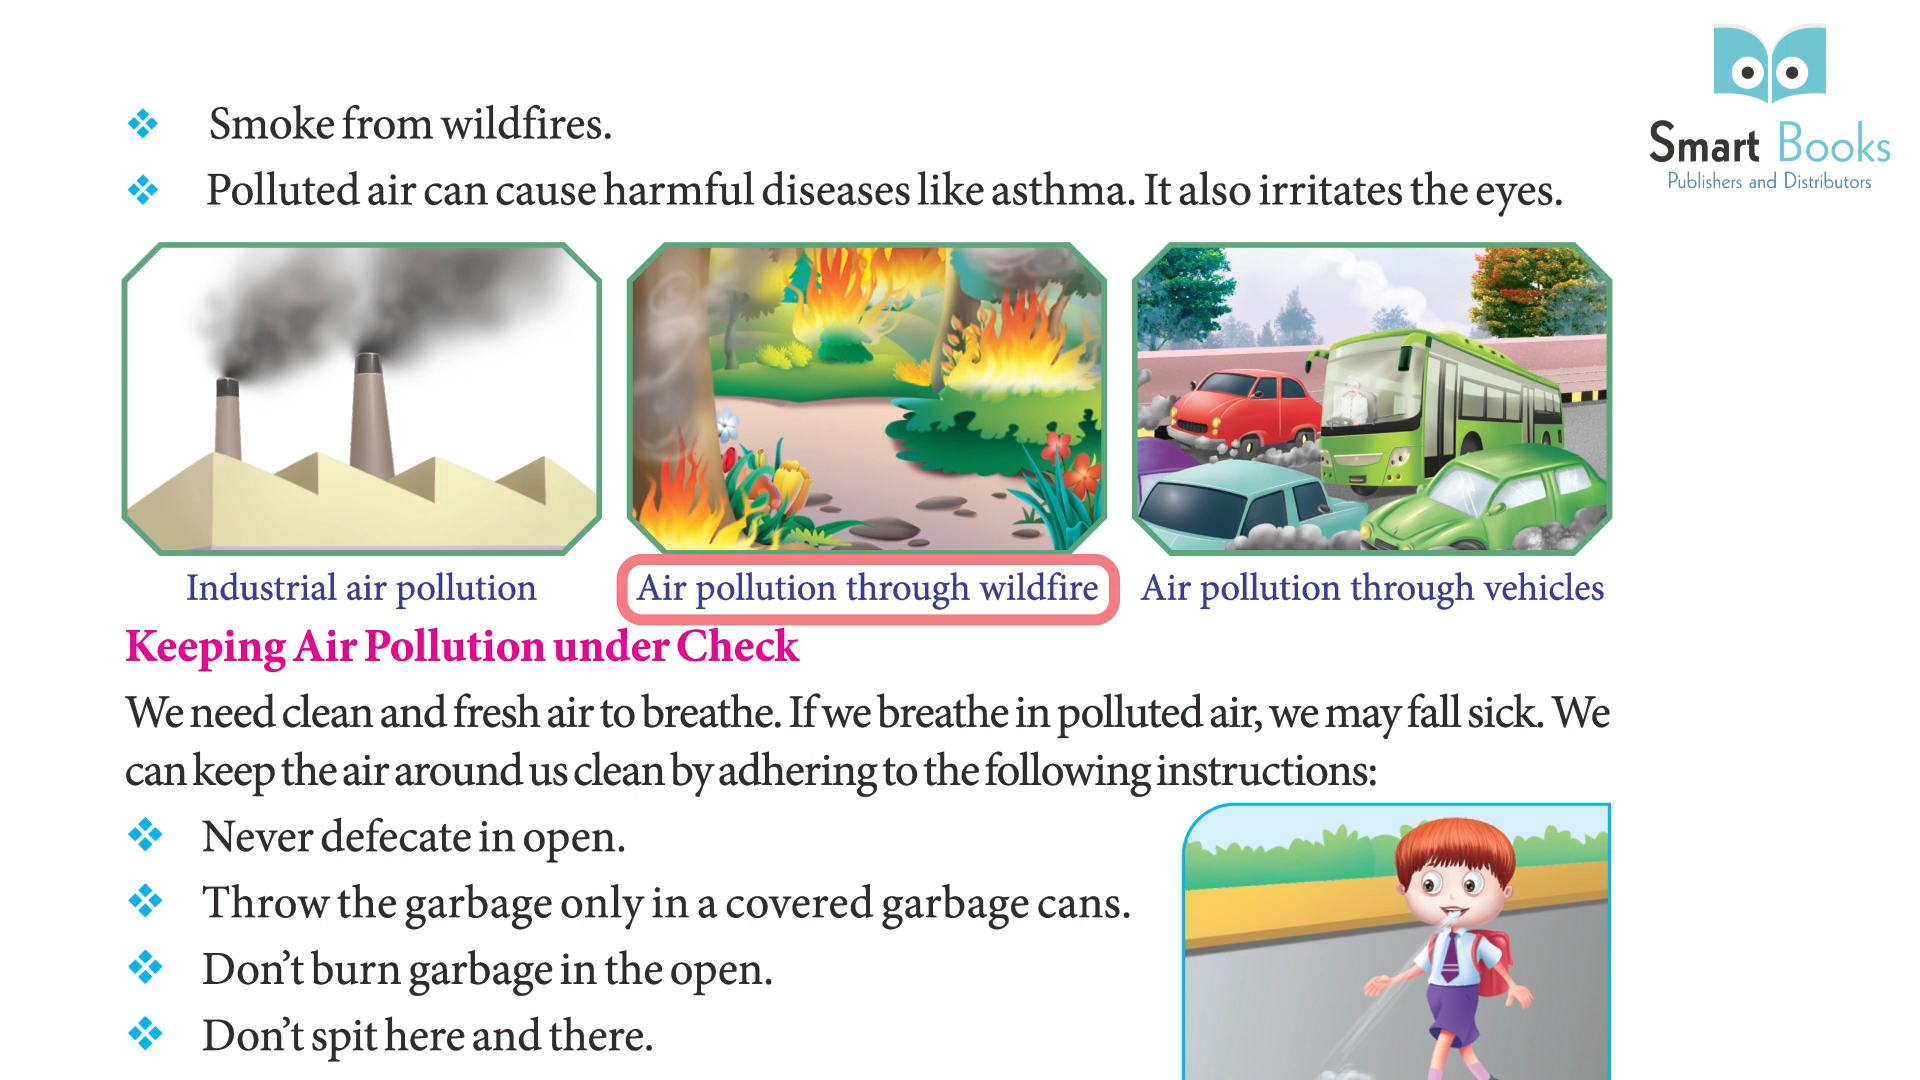 Smart Books
Publishers and Distributors
Smoke from wildfires.
Polluted air can cause harmful diseases like asthma. It also irritates the eyes.
Industrial air pollution
Air pollution through wildfire
Air pollution through vehicles
Keeping Air Pollution under Check
We need clean and fresh air to breathe. If we breathe in polluted air, we may fall sick. We
can keep the air around us clean by adhering to the following instructions:
Never defecate in open.
Throw the garbage only in a covered garbage cans.
Don't burn garbage in the open.
Don't spit here and there.